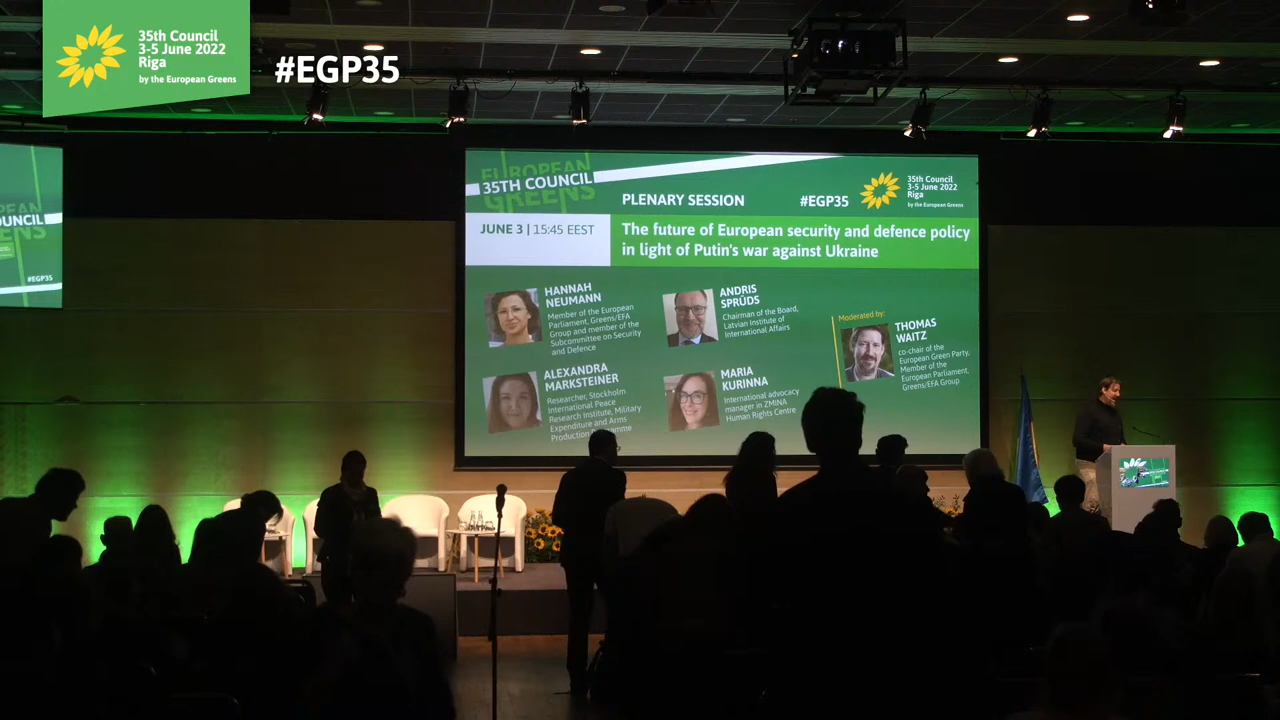 35th Council
3-5 June 2022
Riga
by the European Greens
#EGP35
COUNCIL
#EGP35
EUROPEAN
35TH COUNCIL
GREENS
PLENARY SESSION
#EGP35
35th Council
3-5 June 2022
Riga
by the European Greens
JUNE 3 | 15:45 EEST
The future of European security and defence policy
in light of Putin's war against Ukraine
HANNAH
NEUMANN
Member of the European
Parliament, Greens/EFA
Group and member of the
Subcommittee on Security
and Defence
ANDRIS
SPRŪDS
Chairman of the Board,
Latvian Institute of
International Affairs
Moderated by:
THOMAS
WAITZ
co-chair of the
European Green Party,
Member of the
European Parliament,
Greens/EFA Group
ALEXANDRA
MARKSTEINER
Researcher, Stockholm
International Peace
Research Institute, Military
Expenditure and Arms
Production
MARIA
KURINNA
International advocacy
manager in ZMINA
Human Rights Centre